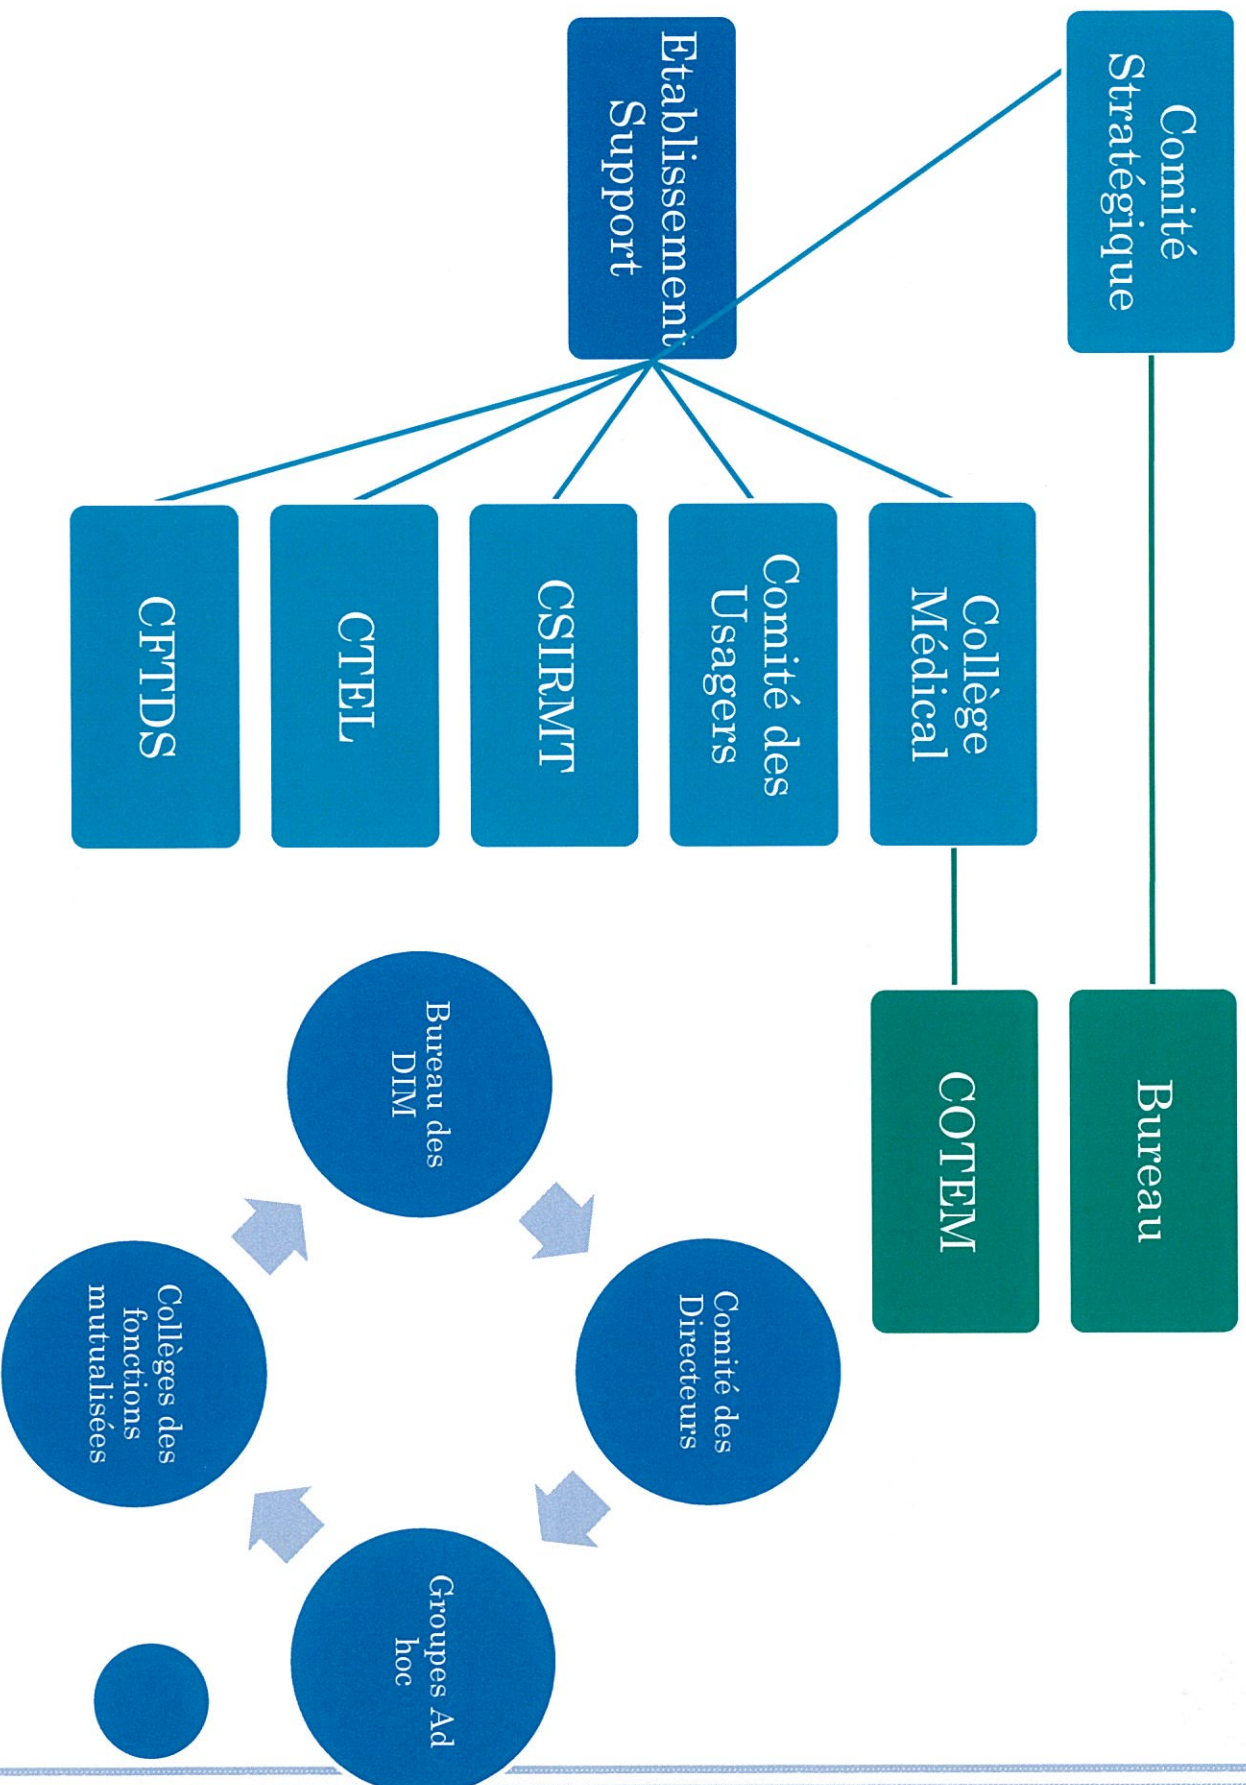 Comité
Stratégique
Bureau
Collège
Médical
COTEM
Comité des
Usagers
Etablissement
Support
CSIRMT
CTEL
CFTDS
Comité des
Directeurs
Bureau des
DIM
Groupes Ad
hoc
Collèges des
fonctions
mutualisées